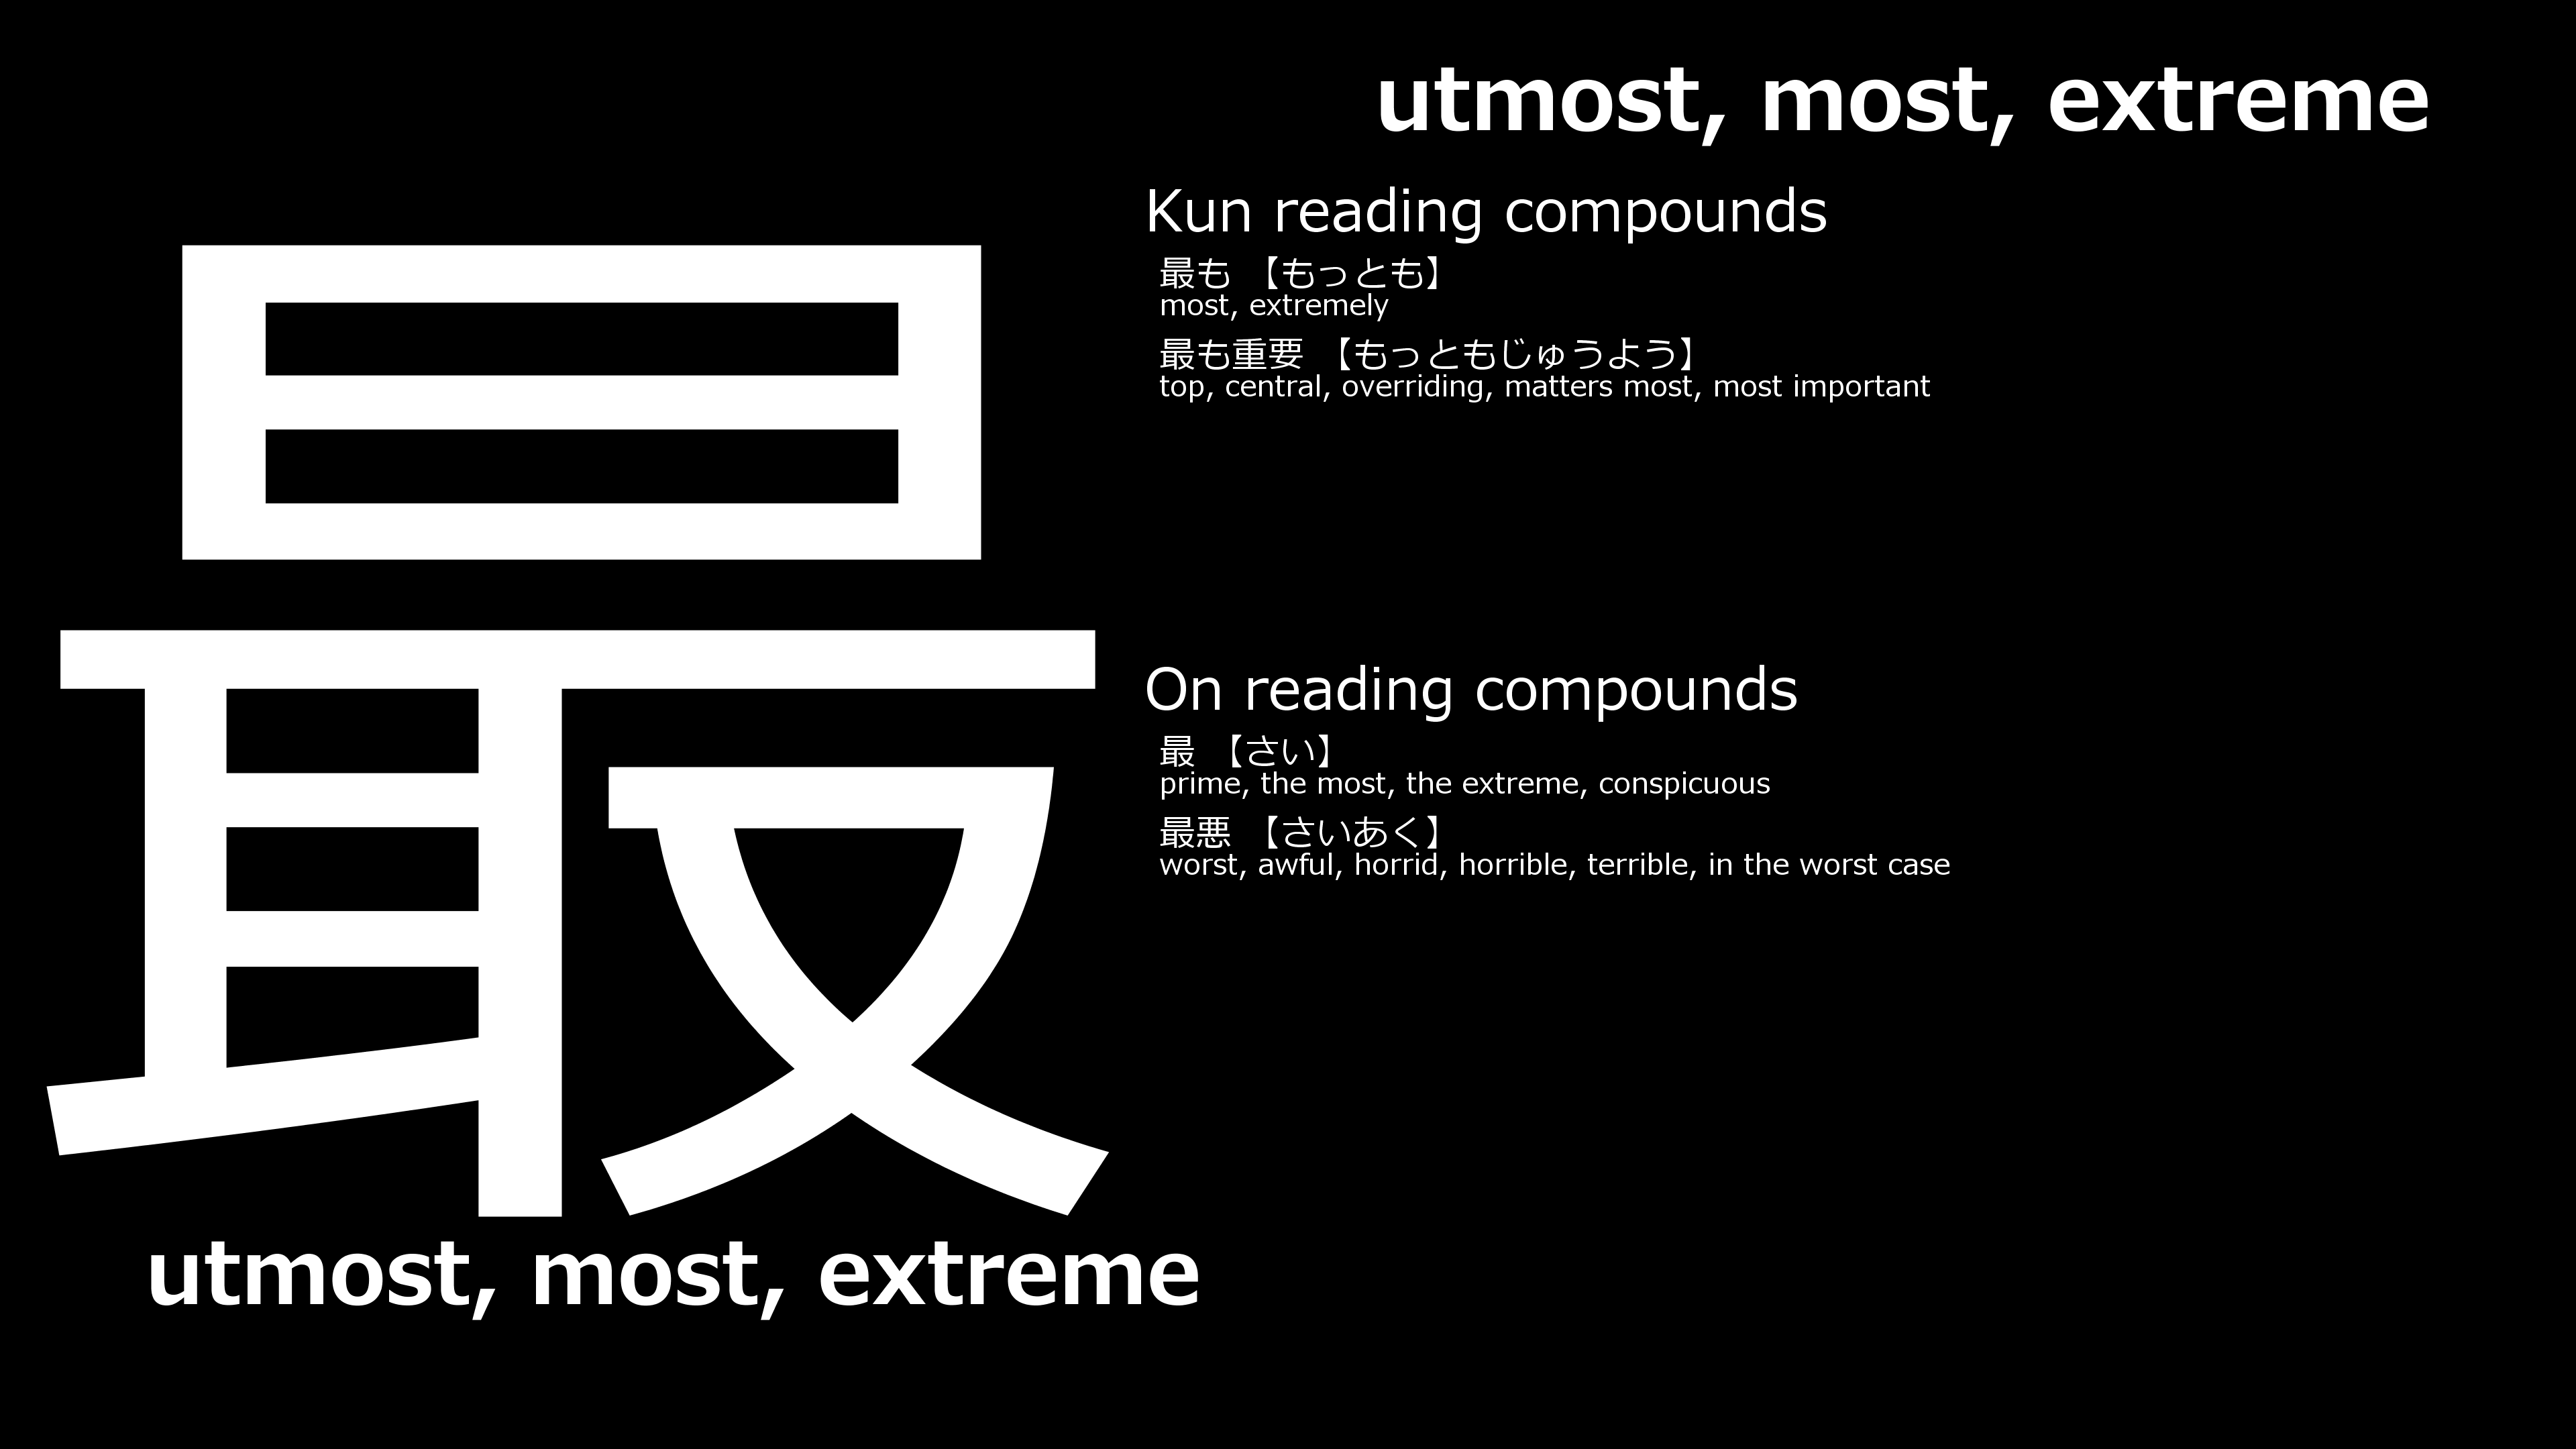 最
utmost, most, extreme
utmost, most, extreme
Kun reading compounds
最も 【もっとも】
most, extremely
最も重要 【もっともじゅうよう】
top, central, overriding, matters most, most important
On reading compounds
最 【さい】
prime, the most, the extreme, conspicuous
最悪 【さいあく】
worst, awful, horrid, horrible, terrible, in the worst case